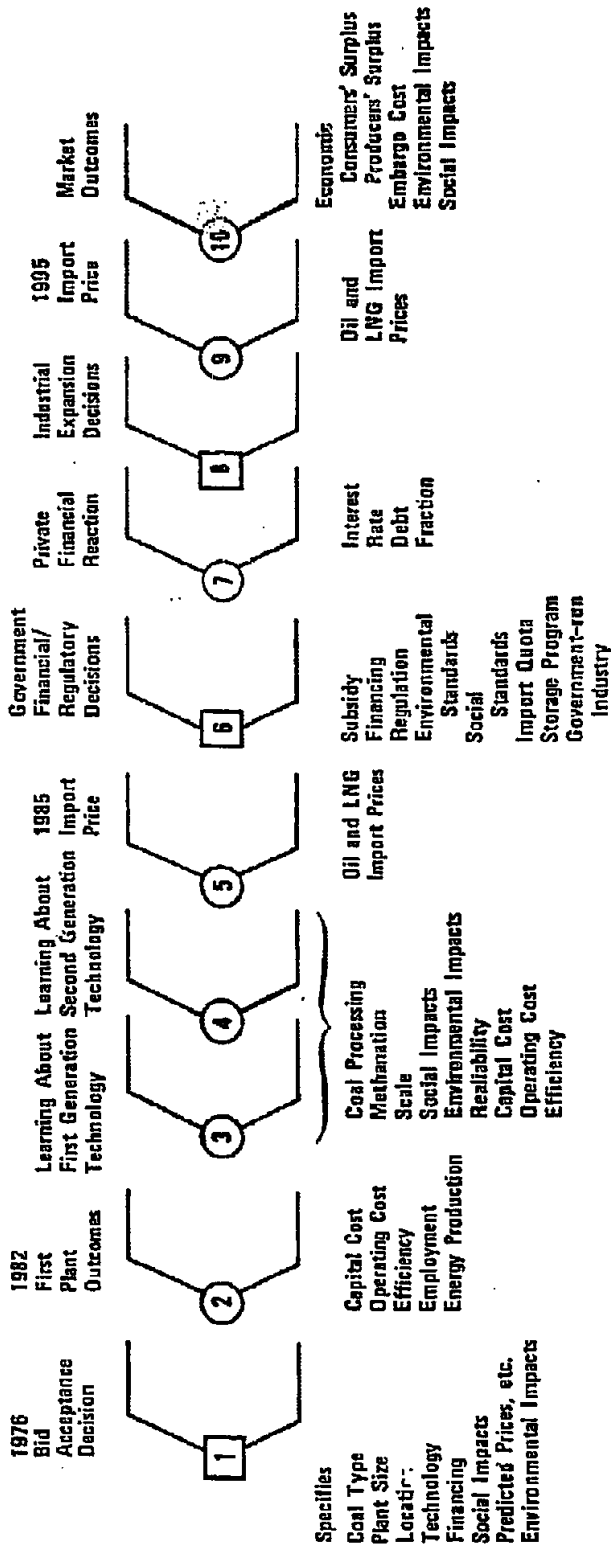 1976
Bid
Acceptance
Decision
1
Specifies
Coal Type
Plant Size
Technology
Financing
Social Impacts
Predicted Prices, etc.
Environmental Impacts
1982
First
Plant
Outcomes
2
Capital Cost
Operating Cost
Efficiency
Employment
Energy Production
Learning About
First Generation
Technology
3
Learning About
Second Generation
Technology
4
Coal Processing
Methanation
Scale
Social Impacts
Environmental Impacts
Realiability
Capital Cost
Operating Cost
Efficiency
1985
Import
Price
5
Oil and LNG
Import Prices
Government
Financial/
Regulatory
Decisions
6
Subsidy
Financing
Regulation
Environmental
Standards
Social
Standards
Import Quota
Storage Program
Government-run
Industry
Private
Financial
Reaction
7
Interest
Rate
Debt
Fraction
Industrial
Expansion
Decisions
8
1995
Import
Price
9
Oil and
LNG Import
Prices
Market
Outcomes
10
Economic
Consumers' Surplus
Producers' Surplus
Embargo Cost
Environmental Impacts
Social Impacts